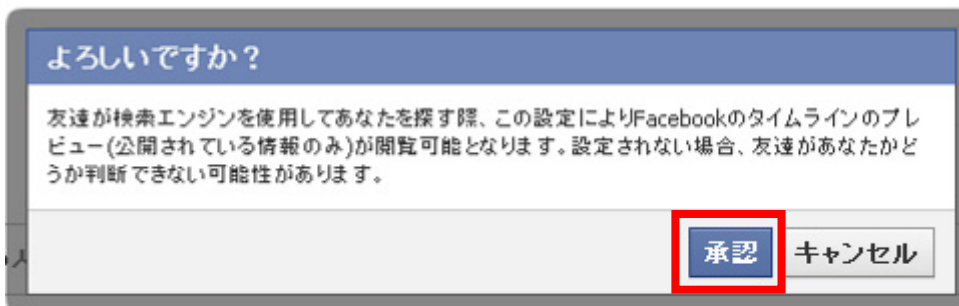 よろしいですか？
友達が検索エンジンを使用してあなたを探す際、この設定によりFacebookのタイムラインのプレ
ビュー(公開されている情報のみ)が閲覧可能となります。設定されない場合、友達があなたかど
うか判断できない可能性があります。
承認 キャンセル